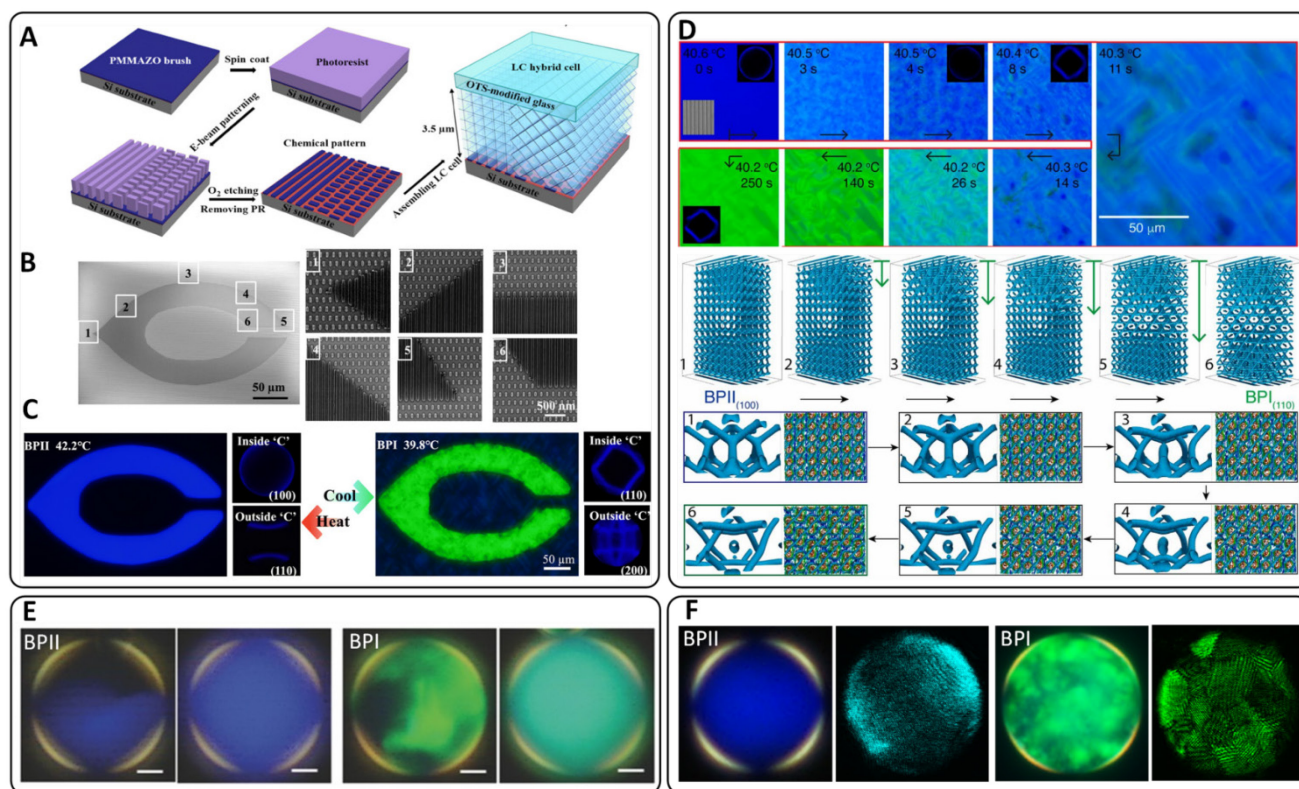 A
PMMAZO brush
Si substrate
Spin coat
Photoresist
Si substrate
E-beam patterning
O₂ etching
Removing PR
Chemical pattern
Si substrate
Assembling LC cell
LC hybrid cell
OTS-modified glass
3.5 µm
Si substrate
B
1
2
3
4
5
6
50 µm
1
2
3
4
5
6
500 nm
C
BPII 42.2℃
Inside 'C'
(100)
Outside 'C'
(110)
Cool
Heat
BPI 39.8℃
50 µm
Inside 'C'
(110)
Outside 'C'
(200)
D
40.6 °C
0 s
40.5 °C
3 s
40.5 °C
4 s
40.4 °C
8 s
40.3 °C
11 s
40.2 °C
250 s
40.2 °C
140 s
40.2 °C
26 s
40.3 °C
14 s
50 µm
1
2
3
4
5
6
BPII(100)
BPI(110)
1
2
3
6
5
4
E
BPII
BPI
F
BPII
BPI